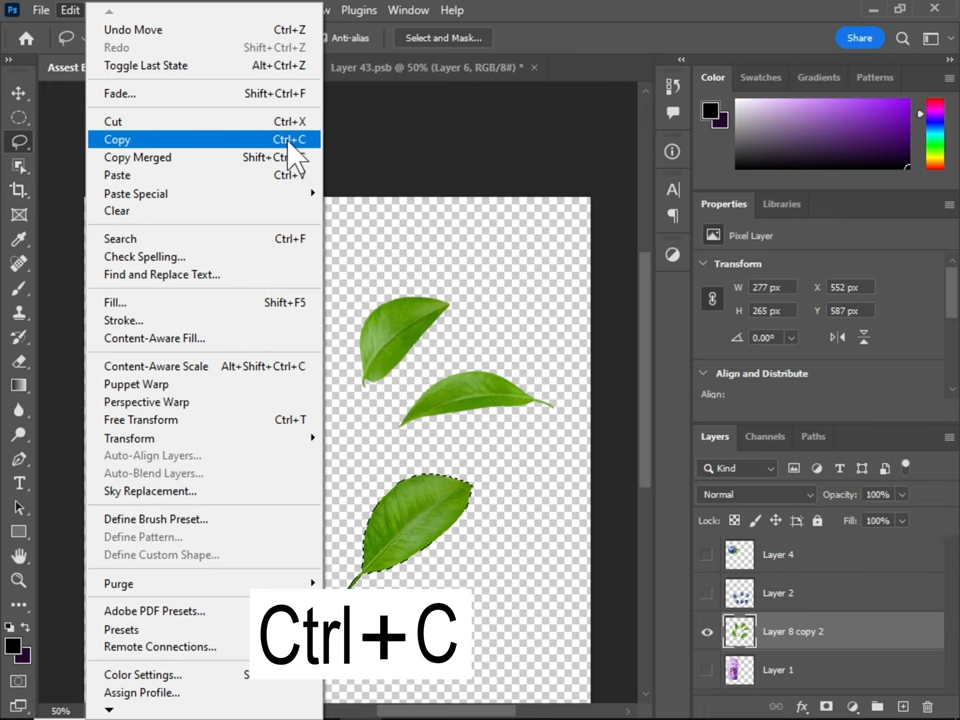 Ps File Edit Plugins Window Help
Anti-alias Select and Mask... Share
Assest E Layer 43.psb @ 50% (Layer 6, RGB/8#) * ×
Undo Move Ctrl+Z
Redo Shift+Ctrl+Z
Toggle Last State Alt+Ctrl+Z
Fade... Shift+Ctrl+F
Cut Ctrl+X
Copy Ctrl+C
Copy Merged Shift+Ctrl
Paste Ctrl+V
Paste Special
Clear
Search Ctrl+F
Check Spelling...
Find and Replace Text...
Fill... Shift+F5
Stroke...
Content-Aware Fill...
Content-Aware Scale Alt+Shift+Ctrl+C
Puppet Warp
Perspective Warp
Free Transform Ctrl+T
Transform
Auto-Align Layers...
Auto-Blend Layers...
Sky Replacement...
Define Brush Preset...
Define Pattern...
Define Custom Shape...
Purge
Adobe PDF Presets...
Presets
Remote Connections...
Color Settings...
Assign Profile...
Ctrl+C
50%
Color Swatches Gradients Patterns
Properties Libraries
Pixel Layer
Transform
W 277 px X 552 px
H 265 px Y 587 px
0.00°
Align and Distribute
Align:
Layers Channels Paths
Kind
Normal Opacity: 100%
Lock: Fill: 100%
Layer 4
Layer 2
Layer 8 copy 2
Layer 1